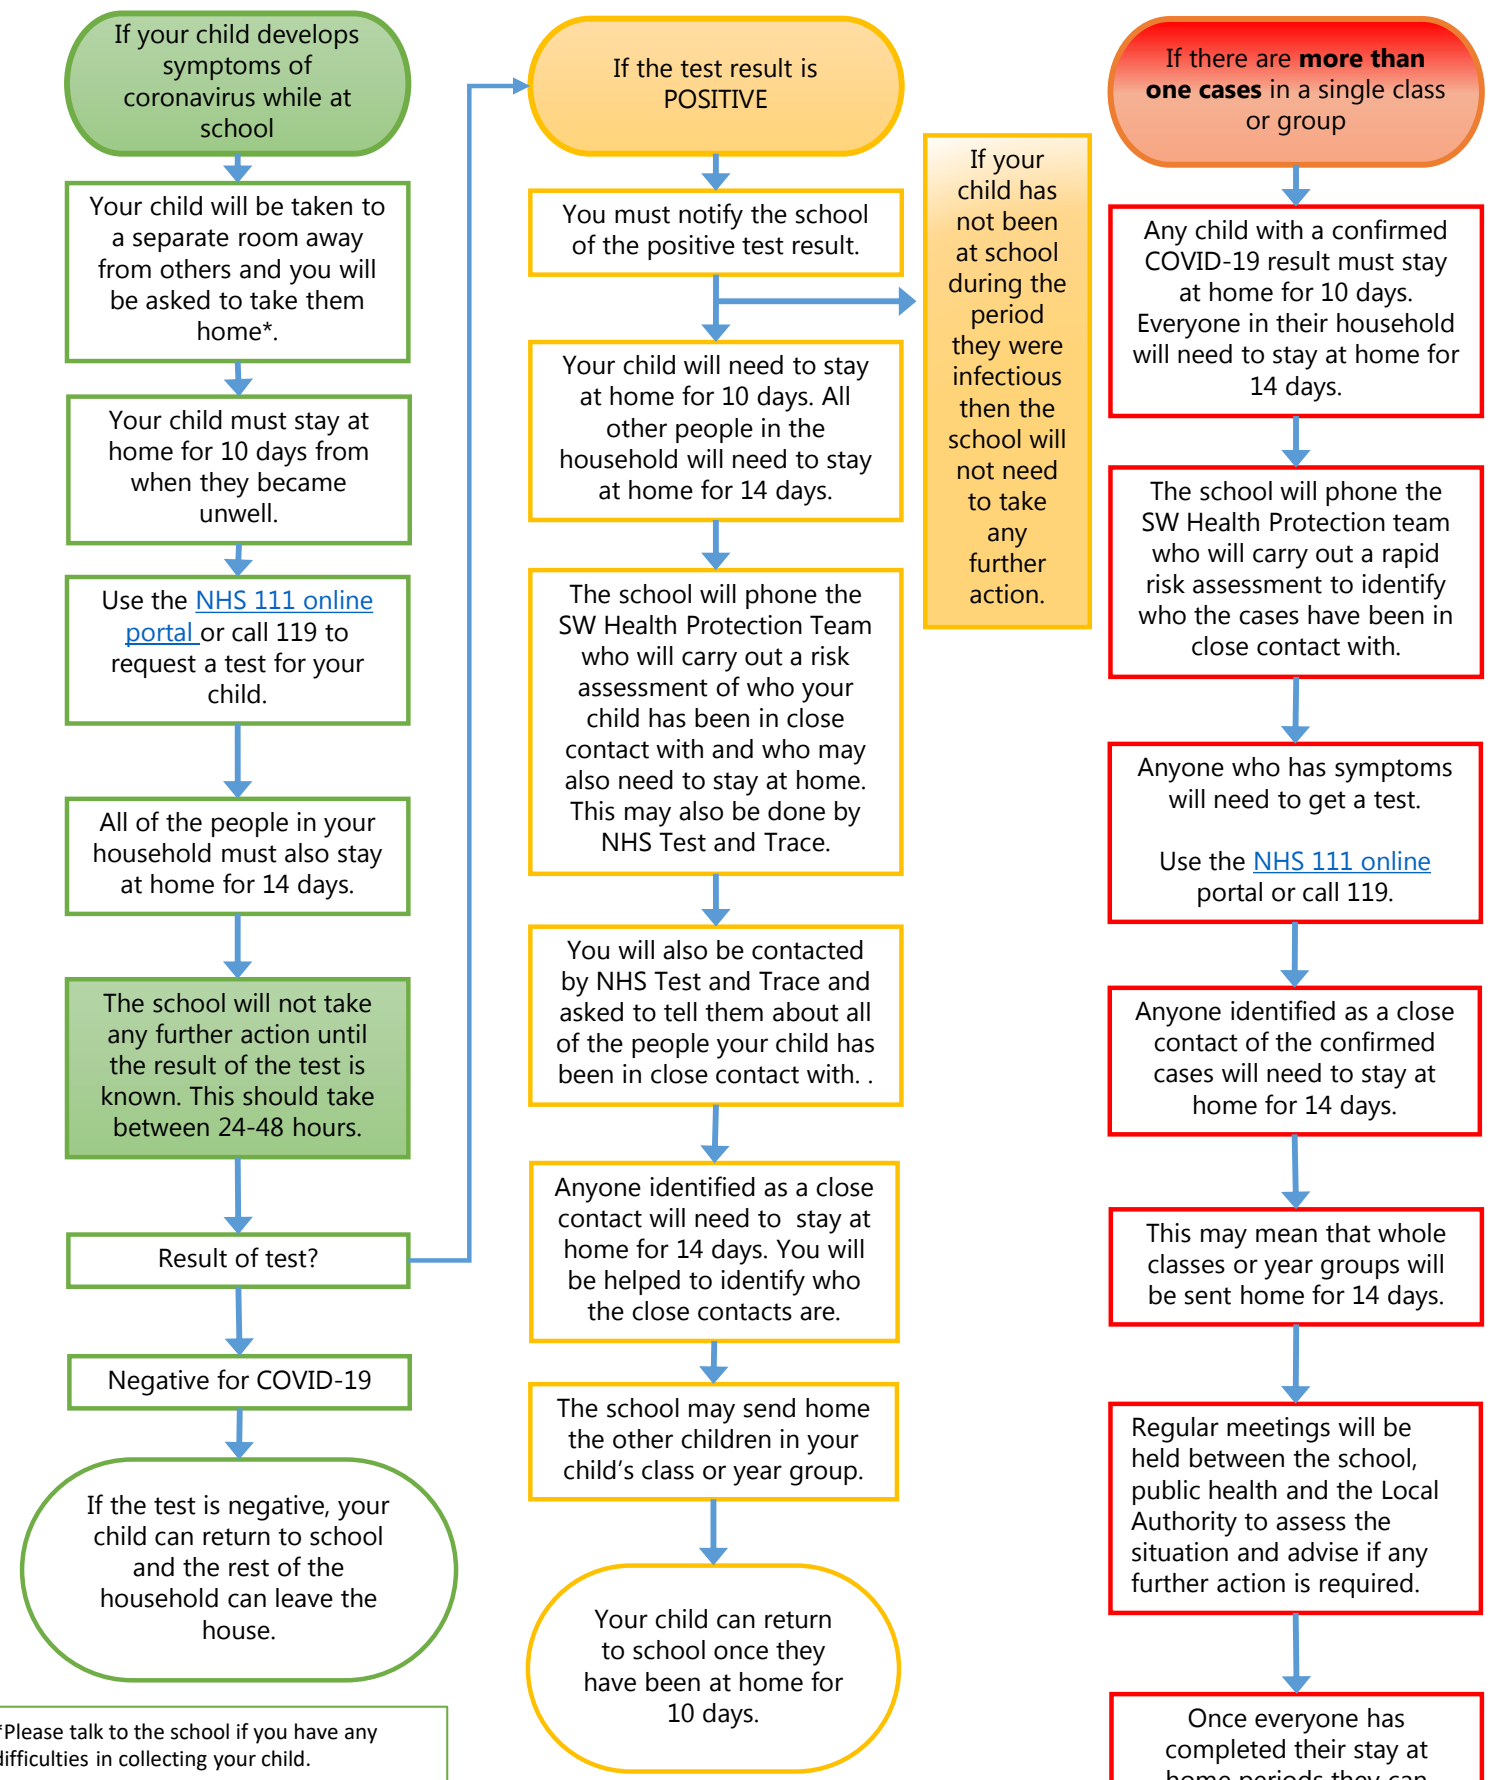 If your child develops
symptoms of
coronavirus while at
school
Your child will be taken to
a separate room away
from others and you will
be asked to take them
home*.
Your child must stay at
home for 10 days from
when they became
unwell.
Use the NHS 111 online
portal or call 119 to
request a test for your
child.
All of the people in your
household must also stay
at home for 14 days.
The school will not take
any further action until
the result of the test is
known. This should take
between 24-48 hours.
Result of test?
Negative for COVID-19
If the test is negative, your
child can return to school
and the rest of the
household can leave the
house.
*Please talk to the school if you have any
difficulties in collecting your child.
If the test result is
POSITIVE
You must notify the school
of the positive test result.
If your
child has
not been
at school
during the
period
they were
infectious
then the
school will
not need
to take
any
further
action.
Your child will need to stay
at home for 10 days. All
other people in the
household will need to stay
at home for 14 days.
The school will phone the
SW Health Protection Team
who will carry out a risk
assessment of who your
child has been in close
contact with and who may
also need to stay at home.
This may also be done by
NHS Test and Trace.
You will also be contacted
by NHS Test and Trace and
asked to tell them about all
of the people your child has
been in close contact with. .
Anyone identified as a close
contact will need to  stay at
home for 14 days. You will
be helped to identify who
the close contacts are.
The school may send home
the other children in your
child's class or year group.
Your child can return
to school once they
have been at home for
10 days.
If there are more than
one cases in a single class
or group
Any child with a confirmed
COVID-19 result must stay
at home for 10 days.
Everyone in their household
will need to stay at home for
14 days.
The school will phone the
SW Health Protection team
who will carry out a rapid
risk assessment to identify
who the cases have been in
close contact with.
Anyone who has symptoms
will need to get a test.
Use the NHS 111 online
portal or call 119.
Anyone identified as a close
contact of the confirmed
cases will need to stay at
home for 14 days.
This may mean that whole
classes or year groups will
be sent home for 14 days.
Regular meetings will be
held between the school,
public health and the Local
Authority to assess the
situation and advise if any
further action is required.
Once everyone has
completed their stay at
home periods they can